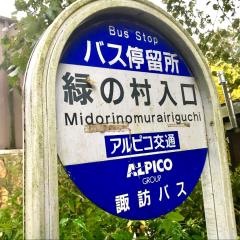 Bus Stop
バス停留所
緑の村入口
Midorinomurairiguchi
アルピコ交通
ALPICO
GROUP
諏訪バス